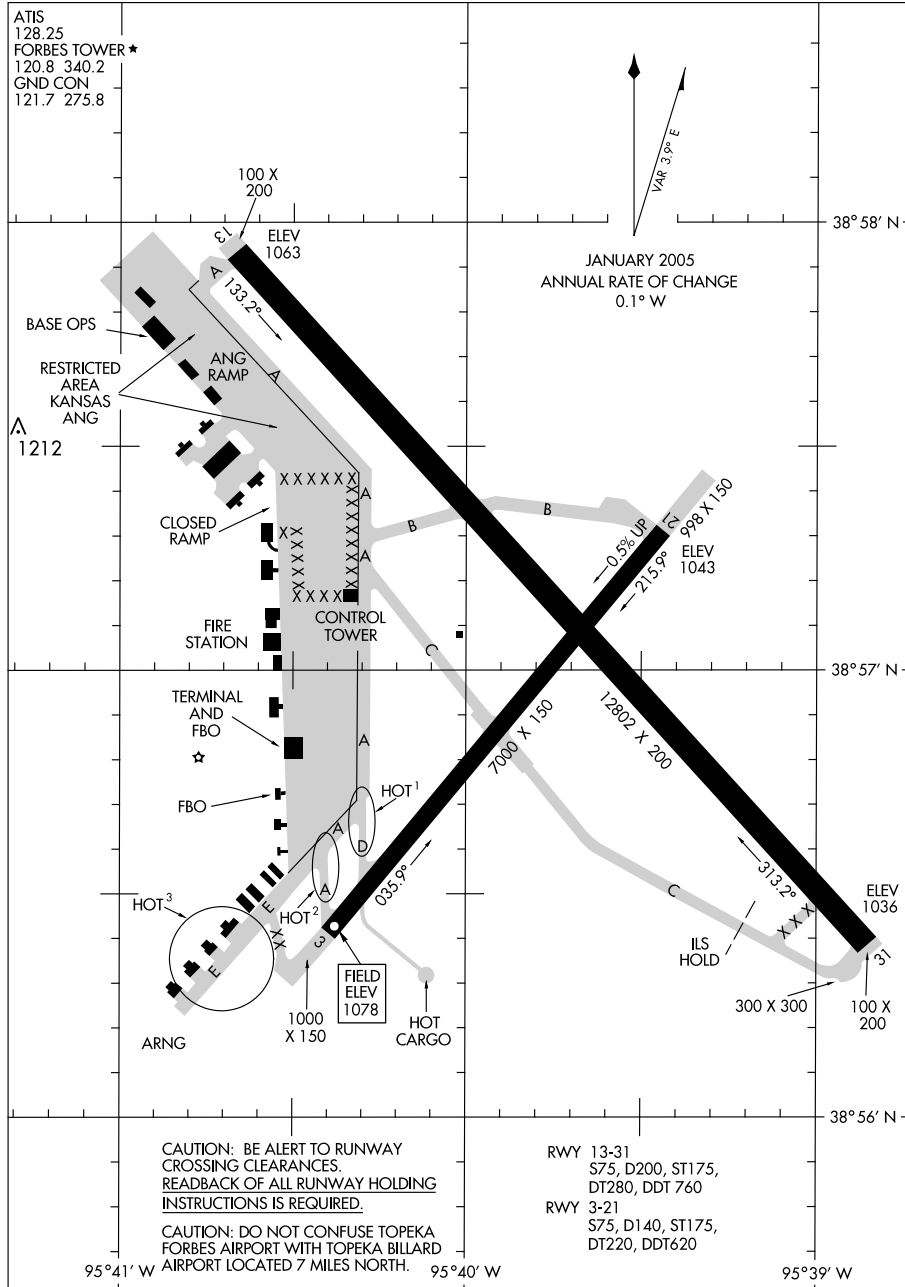 ATIS
128.25
FORBES TOWER
120.8 340.2
GND CON
121.7 275.8
100 X
200
13
ELEV
1063
A
133.2°
VAR 3.9° E
38°58' N
JANUARY 2005
ANNUAL RATE OF CHANGE
0.1° W
BASE OPS
ANG
RAMP
A
RESTRICTED
AREA
KANSAS
ANG
1212
X X X X X X
A
CLOSED
RAMP
X X
X
X
X
X X X X
X
X
X
X
X
X
B
B
A
21
998 X 150
0.5% UP
215.9°
ELEV
1043
CONTROL
TOWER
FIRE
STATION
C
38°57' N
TERMINAL
AND
FBO
12802 X 200
7000 X 150
A
FBO
HOT1
A
D
035.9°
313.2°
C
ELEV
1036
HOT3
A
HOT2
E
X X
X X X
ILS
HOLD
3
31
E
FIELD
ELEV
1078
1000
X 150
HOT
CARGO
300 X 300
100 X
200
ARNG
38°56' N
CAUTION: BE ALERT TO RUNWAY
CROSSING CLEARANCES.
READBACK OF ALL RUNWAY HOLDING
INSTRUCTIONS IS REQUIRED.
CAUTION: DO NOT CONFUSE TOPEKA
FORBES AIRPORT WITH TOPEKA BILLARD
AIRPORT LOCATED 7 MILES NORTH.
RWY 13-31
S75, D200, ST175,
DT280, DDT 760
RWY 3-21
S75, D140, ST175,
DT220, DDT620
95°41' W
95°40' W
95°39' W